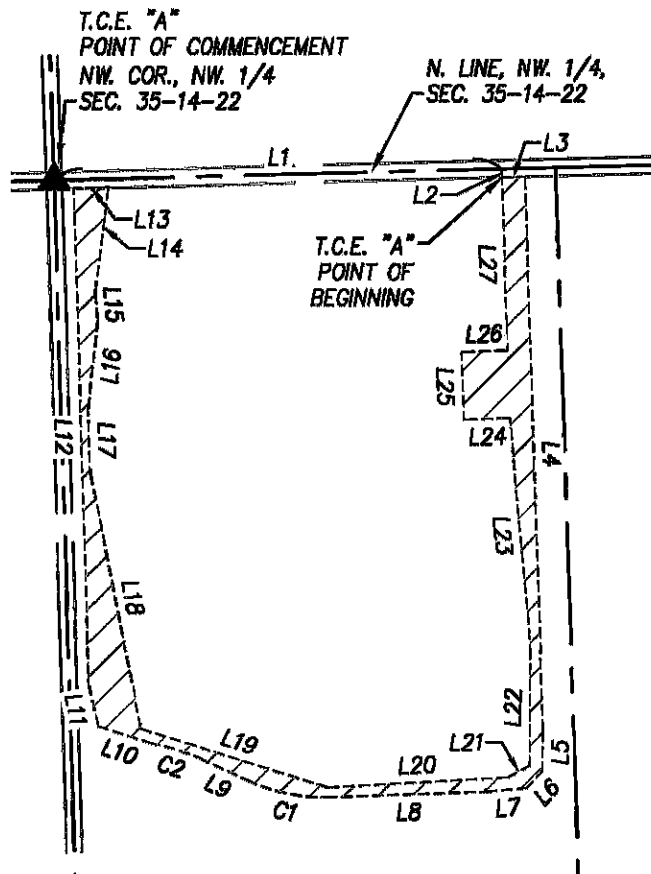 T.C.E. "A"
POINT OF COMMENCEMENT
NW. COR., NW. 1/4
SEC. 35-14-22
N. LINE, NW. 1/4,
SEC. 35-14-22
L1
L3
L2
L13
L14
T.C.E. "A"
POINT OF
BEGINNING
L27
L15
L26
L16
L25
L24
L17
L12
L4
L23
L18
L11
L22
L10
L19
C2
L9
C1
L20
L21
L8
L7
L6
L5